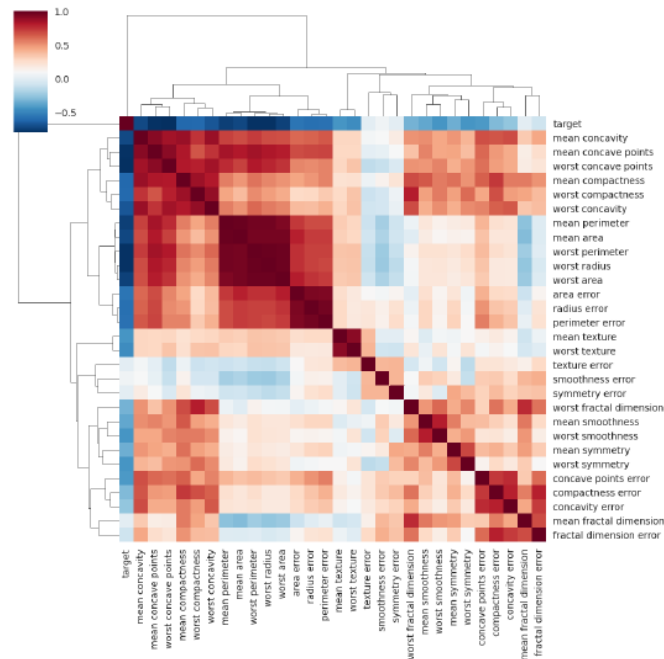 1.0
0.5
0.0
−0.5
target
mean concavity
mean concave points
worst concave points
mean compactness
worst compactness
worst concavity
mean perimeter
mean area
worst perimeter
worst radius
worst area
area error
radius error
perimeter error
mean texture
worst texture
texture error
smoothness error
symmetry error
worst fractal dimension
mean smoothness
worst smoothness
mean symmetry
worst symmetry
concave points error
compactness error
concavity error
mean fractal dimension
fractal dimension error
target
mean concavity
mean concave points
worst concave points
mean compactness
worst compactness
worst concavity
mean perimeter
mean area
worst perimeter
worst radius
worst area
area error
radius error
perimeter error
mean texture
worst texture
texture error
smoothness error
symmetry error
worst fractal dimension
mean smoothness
worst smoothness
mean symmetry
worst symmetry
concave points error
compactness error
concavity error
mean fractal dimension
fractal dimension error